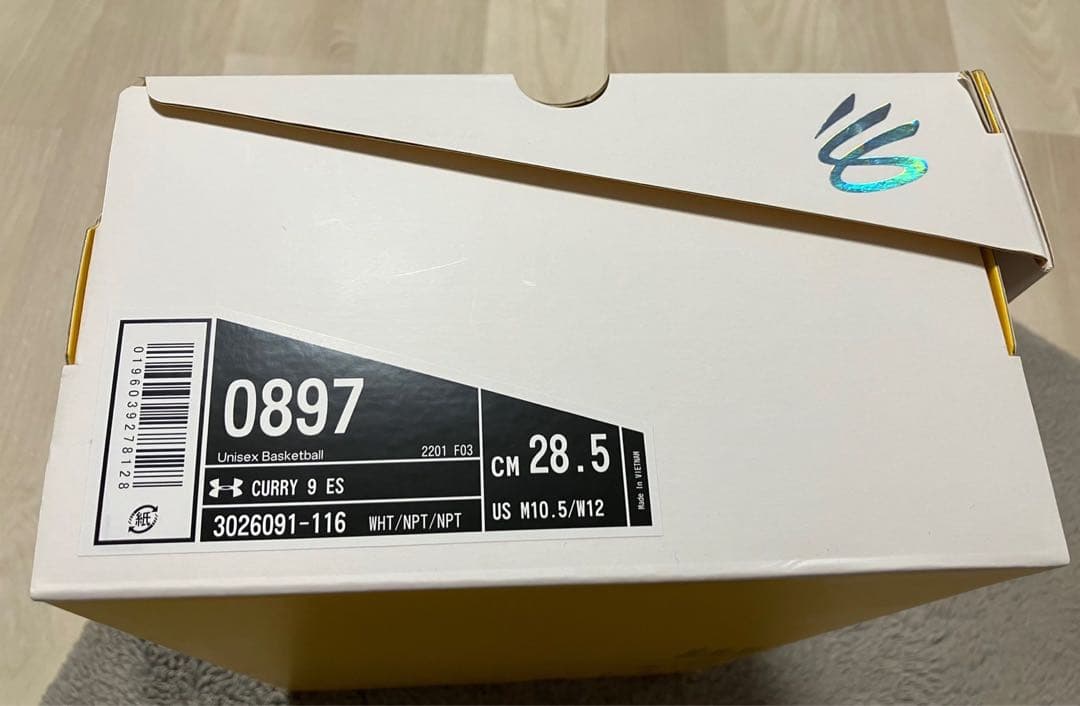 0196039278128
紙
0897
Unisex Basketball
2201 F03
CURRY 9 ES
3026091-116 WHT/NPT/NPT
CM 28.5
US M10.5/W12
Made In VIETNAM